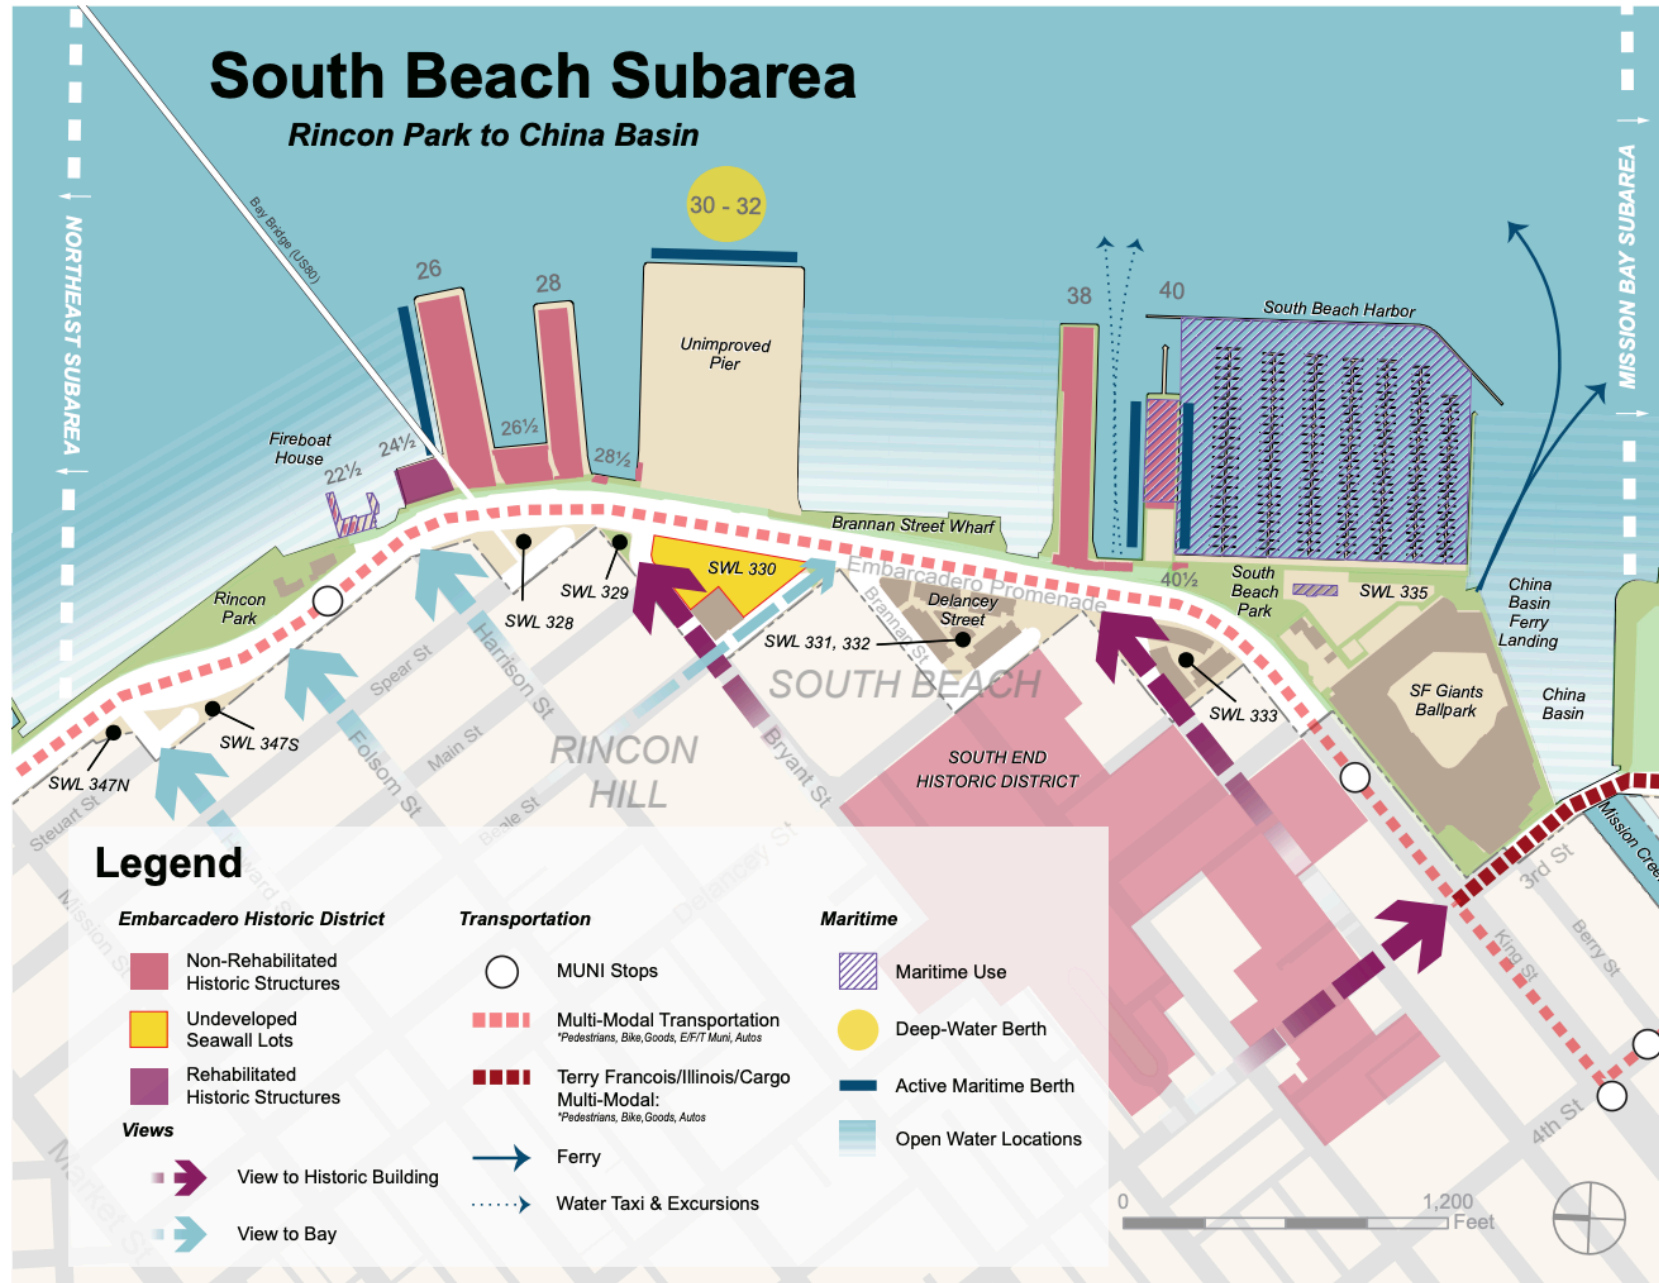 South Beach Subarea
Rincon Park to China Basin
NORTHEAST SUBAREA
MISSION BAY SUBAREA
Bay Bridge (US80)
30 - 32
26
28
38
40
South Beach Harbor
Unimproved
Pier
Fireboat
House
24½
22½
26½
28½
Brannan Street Wharf
Embarcadero Promenade
40½
South
Beach
Park
SWL 335
China
Basin
Ferry
Landing
Rincon
Park
SWL 328
SWL 329
SWL 330
SWL 331, 332
Delancey
Street
Brannan St
SWL 333
SF Giants
Ballpark
China
Basin
SWL 347N
SWL 347S
Spear St
Harrison St
Main St
Folsom St
Beale St
Bryant St
Steuart St
Howard St
Mission St
Market St
Delancey St
RINCON
HILL
SOUTH BEACH
SOUTH END
HISTORIC DISTRICT
3rd St
Berry St
King St
4th St
Mission Creek
Legend
Embarcadero Historic District
Non-Rehabilitated
Historic Structures
Undeveloped
Seawall Lots
Rehabilitated
Historic Structures
Views
View to Historic Building
View to Bay
Transportation
MUNI Stops
Multi-Modal Transportation
*Pedestrians, Bike,Goods, E/F/T Muni, Autos
Terry Francois/Illinois/Cargo
Multi-Modal:
*Pedestrians, Bike,Goods, Autos
Ferry
Water Taxi & Excursions
Maritime
Maritime Use
Deep-Water Berth
Active Maritime Berth
Open Water Locations
0
1,200
Feet